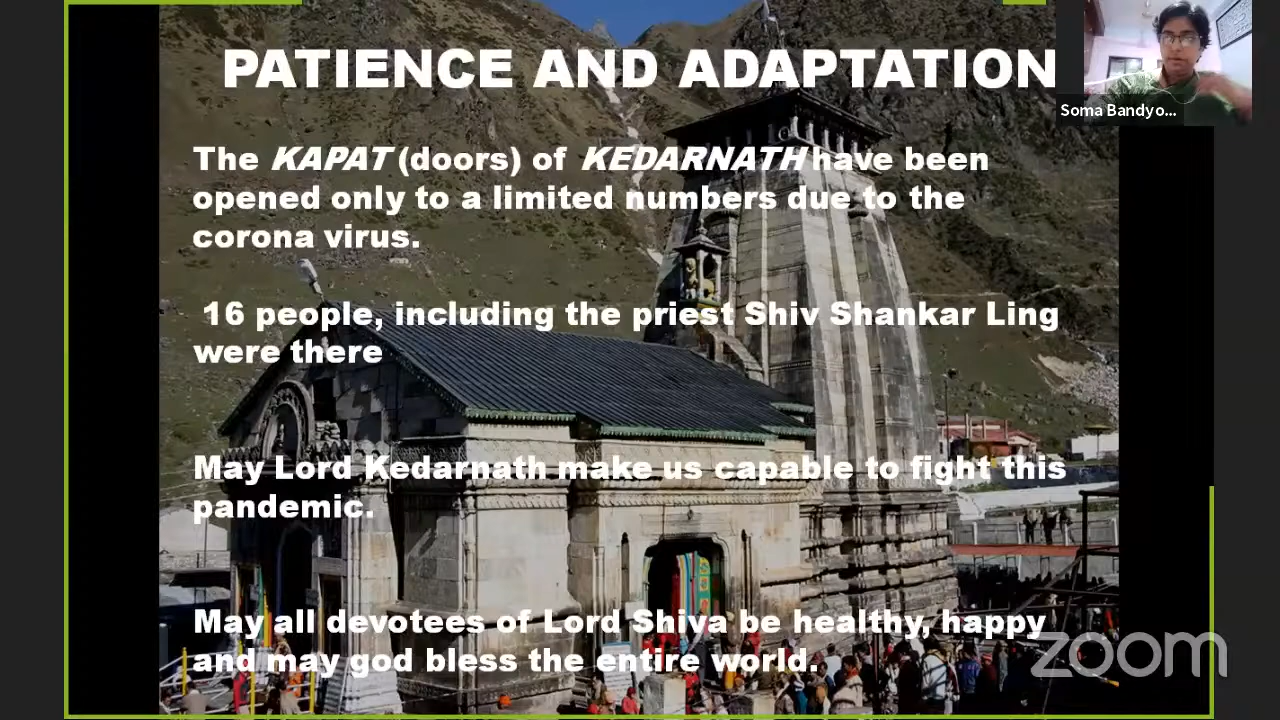 PATIENCE AND ADAPTATION
Soma Bandyo...
The KAPAT (doors) of KEDARNATH have been
opened only to a limited numbers due to the
corona virus.
16 people, including the priest Shiv Shankar Ling
were there
May Lord Kedarnath make us capable to fight this
pandemic.
May all devotees of Lord Shiva be healthy, happy
and may god bless the entire world.
zoom